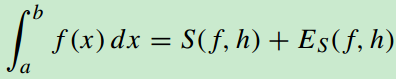 ∫_a^b f(x) dx = S(f, h) + E_S(f, h)